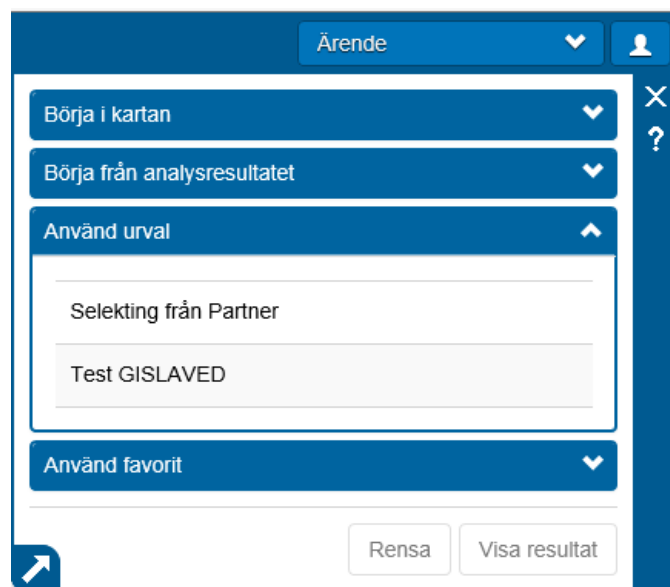 Ärende
Börja i kartan
Börja från analysresultatet
Använd urval
Selekting från Partner
Test GISLAVED
Använd favorit
Rensa
Visa resultat